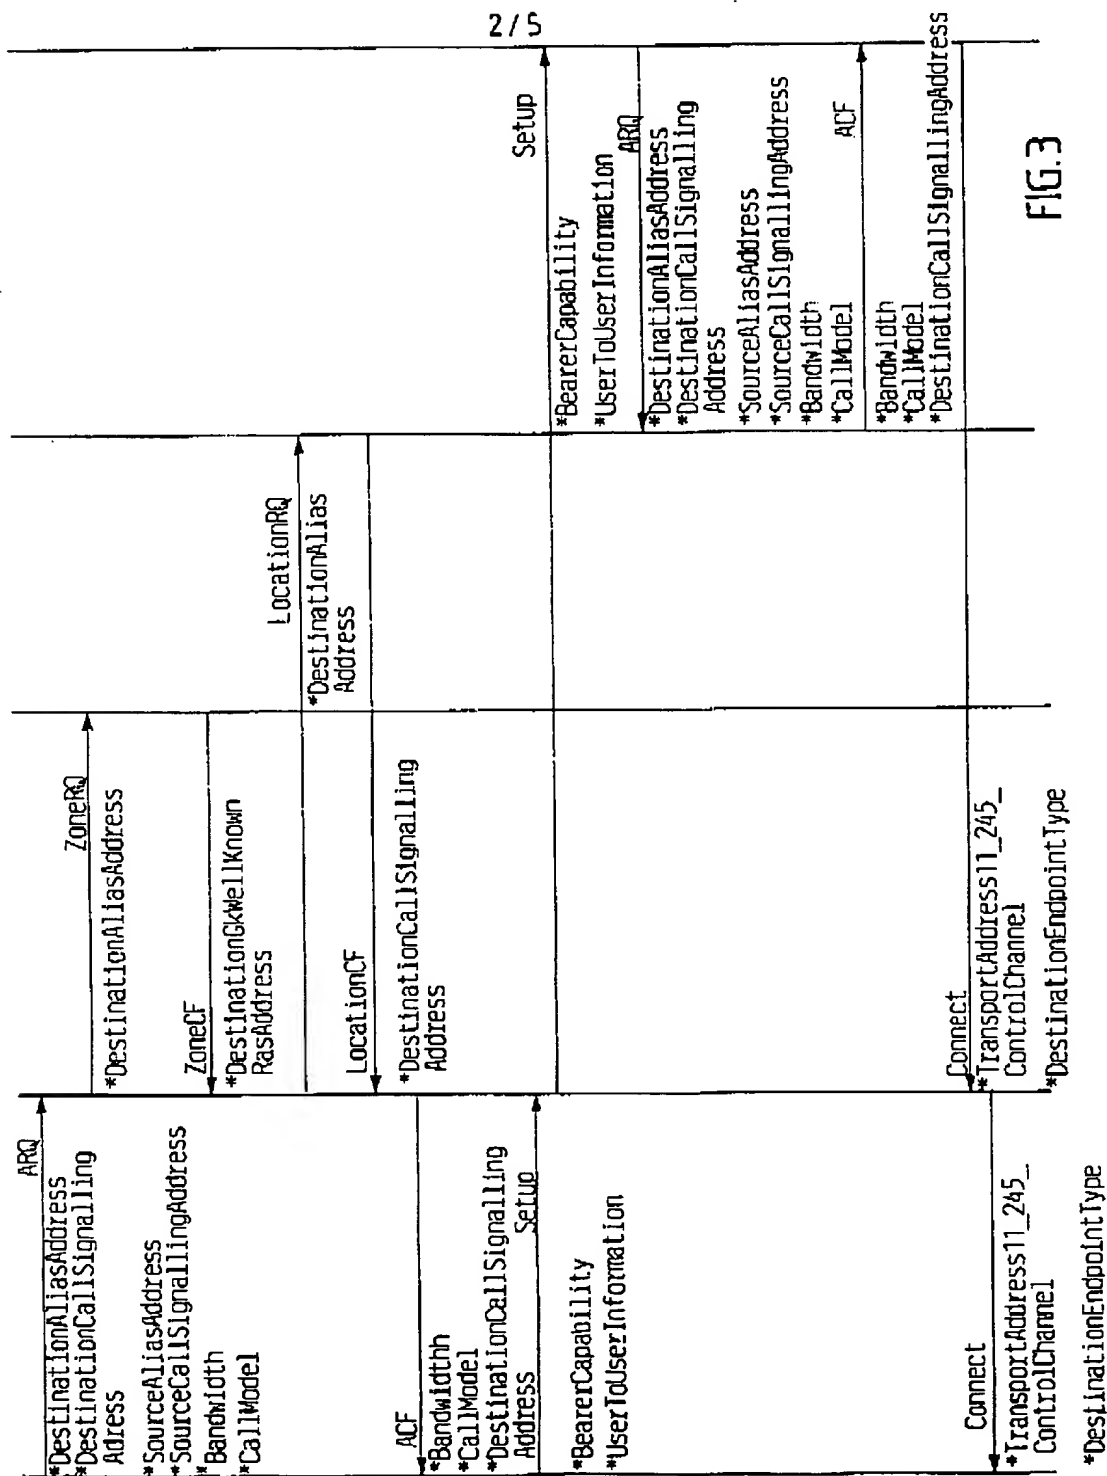 2/5
ARQ
*DestinationAliasAddress
*DestinationCallSignalling
Adress
*SourceAliasAddress
*SourceCallSignallingAddress
*Bandwidth
*CallModel
ZoneRQ
*DestinationAliasAddress
ZoneCF
*DestinationGkWellKnown
RasAddress
LocationRQ
*DestinationAlias
Address
LocationCF
*DestinationCallSignalling
Address
ACF
*Bandwidthh
*CallModel
*DestinationCallSignalling
Address
Setup
*BearerCapability
*UserToUserInformation
Setup
*BearerCapability
*UserToUserInformation
ARQ
*DestinationAliasAddress
*DestinationCallSignalling
Address
*SourceAliasAddress
*SourceCallSignallingAddress
*Bandwidth
*CallModel
ACF
*Bandwidth
*CallModel
*DestinationCallSignallingAddress
Connect
*TransportAddress11_245_
ControlChannel
*DestinationEndpointType
Connect
*TransportAddress11_245_
ControlChannel
*DestinationEndpointType
FIG.3